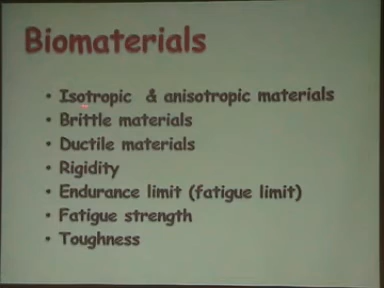 Biomaterials
• Isotropic & anisotropic materials
• Brittle materials
• Ductile materials
• Rigidity
• Endurance limit (fatigue limit)
• Fatigue strength
• Toughness